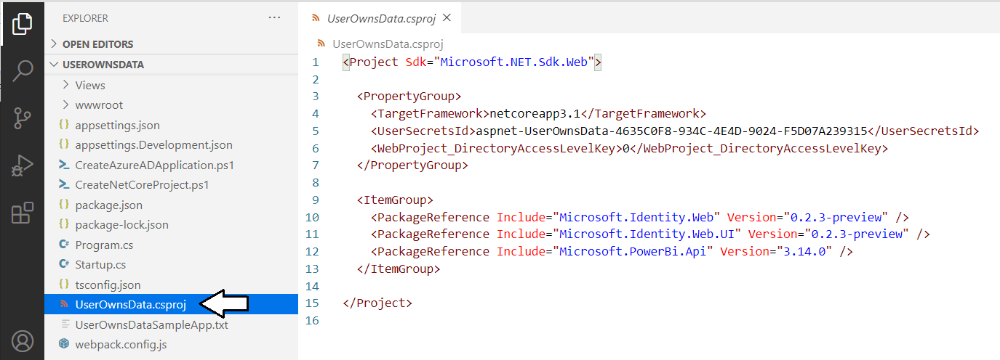 EXPLORER
···
OPEN EDITORS
USEROWNSDATA
Views
wwwroot
{} appsettings.json
{} appsettings.Development.json
CreateAzureADApplication.ps1
CreateNetCoreProject.ps1
{} package.json
{} package-lock.json
C# Program.cs
C# Startup.cs
{} tsconfig.json
UserOwnsData.csproj
UserOwnsDataSampleApp.txt
webpack.config.js
UserOwnsData.csproj
UserOwnsData.csproj
1 <Project Sdk="Microsoft.NET.Sdk.Web">
2
3 <PropertyGroup>
4 <TargetFramework>netcoreapp3.1</TargetFramework>
5 <UserSecretsId>aspnet-UserOwnsData-4635C0F8-934C-4E4D-9024-F5D07A239315</UserSecretsId>
6 <WebProject_DirectoryAccessLevelKey>0</WebProject_DirectoryAccessLevelKey>
7 </PropertyGroup>
8
9 <ItemGroup>
10 <PackageReference Include="Microsoft.Identity.Web" Version="0.2.3-preview" />
11 <PackageReference Include="Microsoft.Identity.Web.UI" Version="0.2.3-preview" />
12 <PackageReference Include="Microsoft.PowerBi.Api" Version="3.14.0" />
13 </ItemGroup>
14
15 </Project>
16